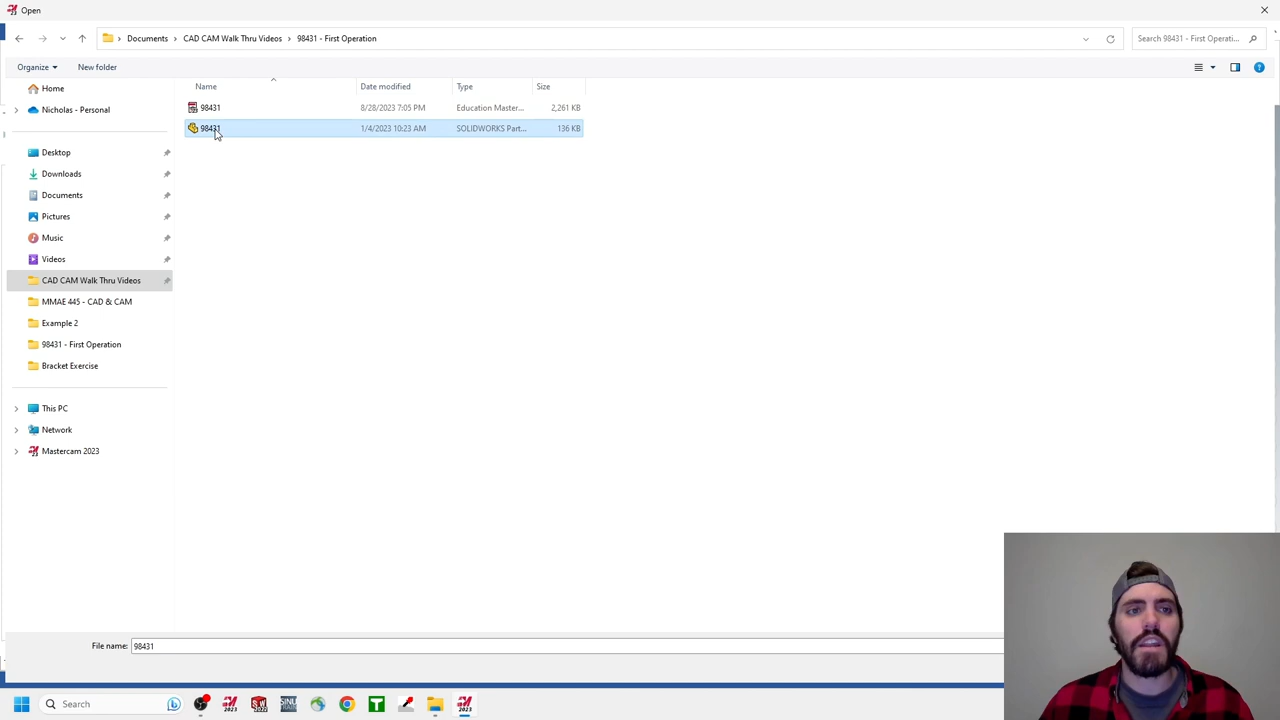 Open
Documents > CAD CAM Walk Thru Videos > 98431 - First Operation
Search 98431 - First Operati...
Organize
New folder
Home
Nicholas - Personal
Desktop
Downloads
Documents
Pictures
Music
Videos
CAD CAM Walk Thru Videos
MMAE 445 - CAD & CAM
Example 2
98431 - First Operation
Bracket Exercise
This PC
Network
Mastercam 2023
Name Date modified Type Size
98431 8/28/2023 7:05 PM Education Master... 2,261 KB
98431 1/4/2023 10:23 AM SOLIDWORKS Part... 136 KB
File name: 98431
Search